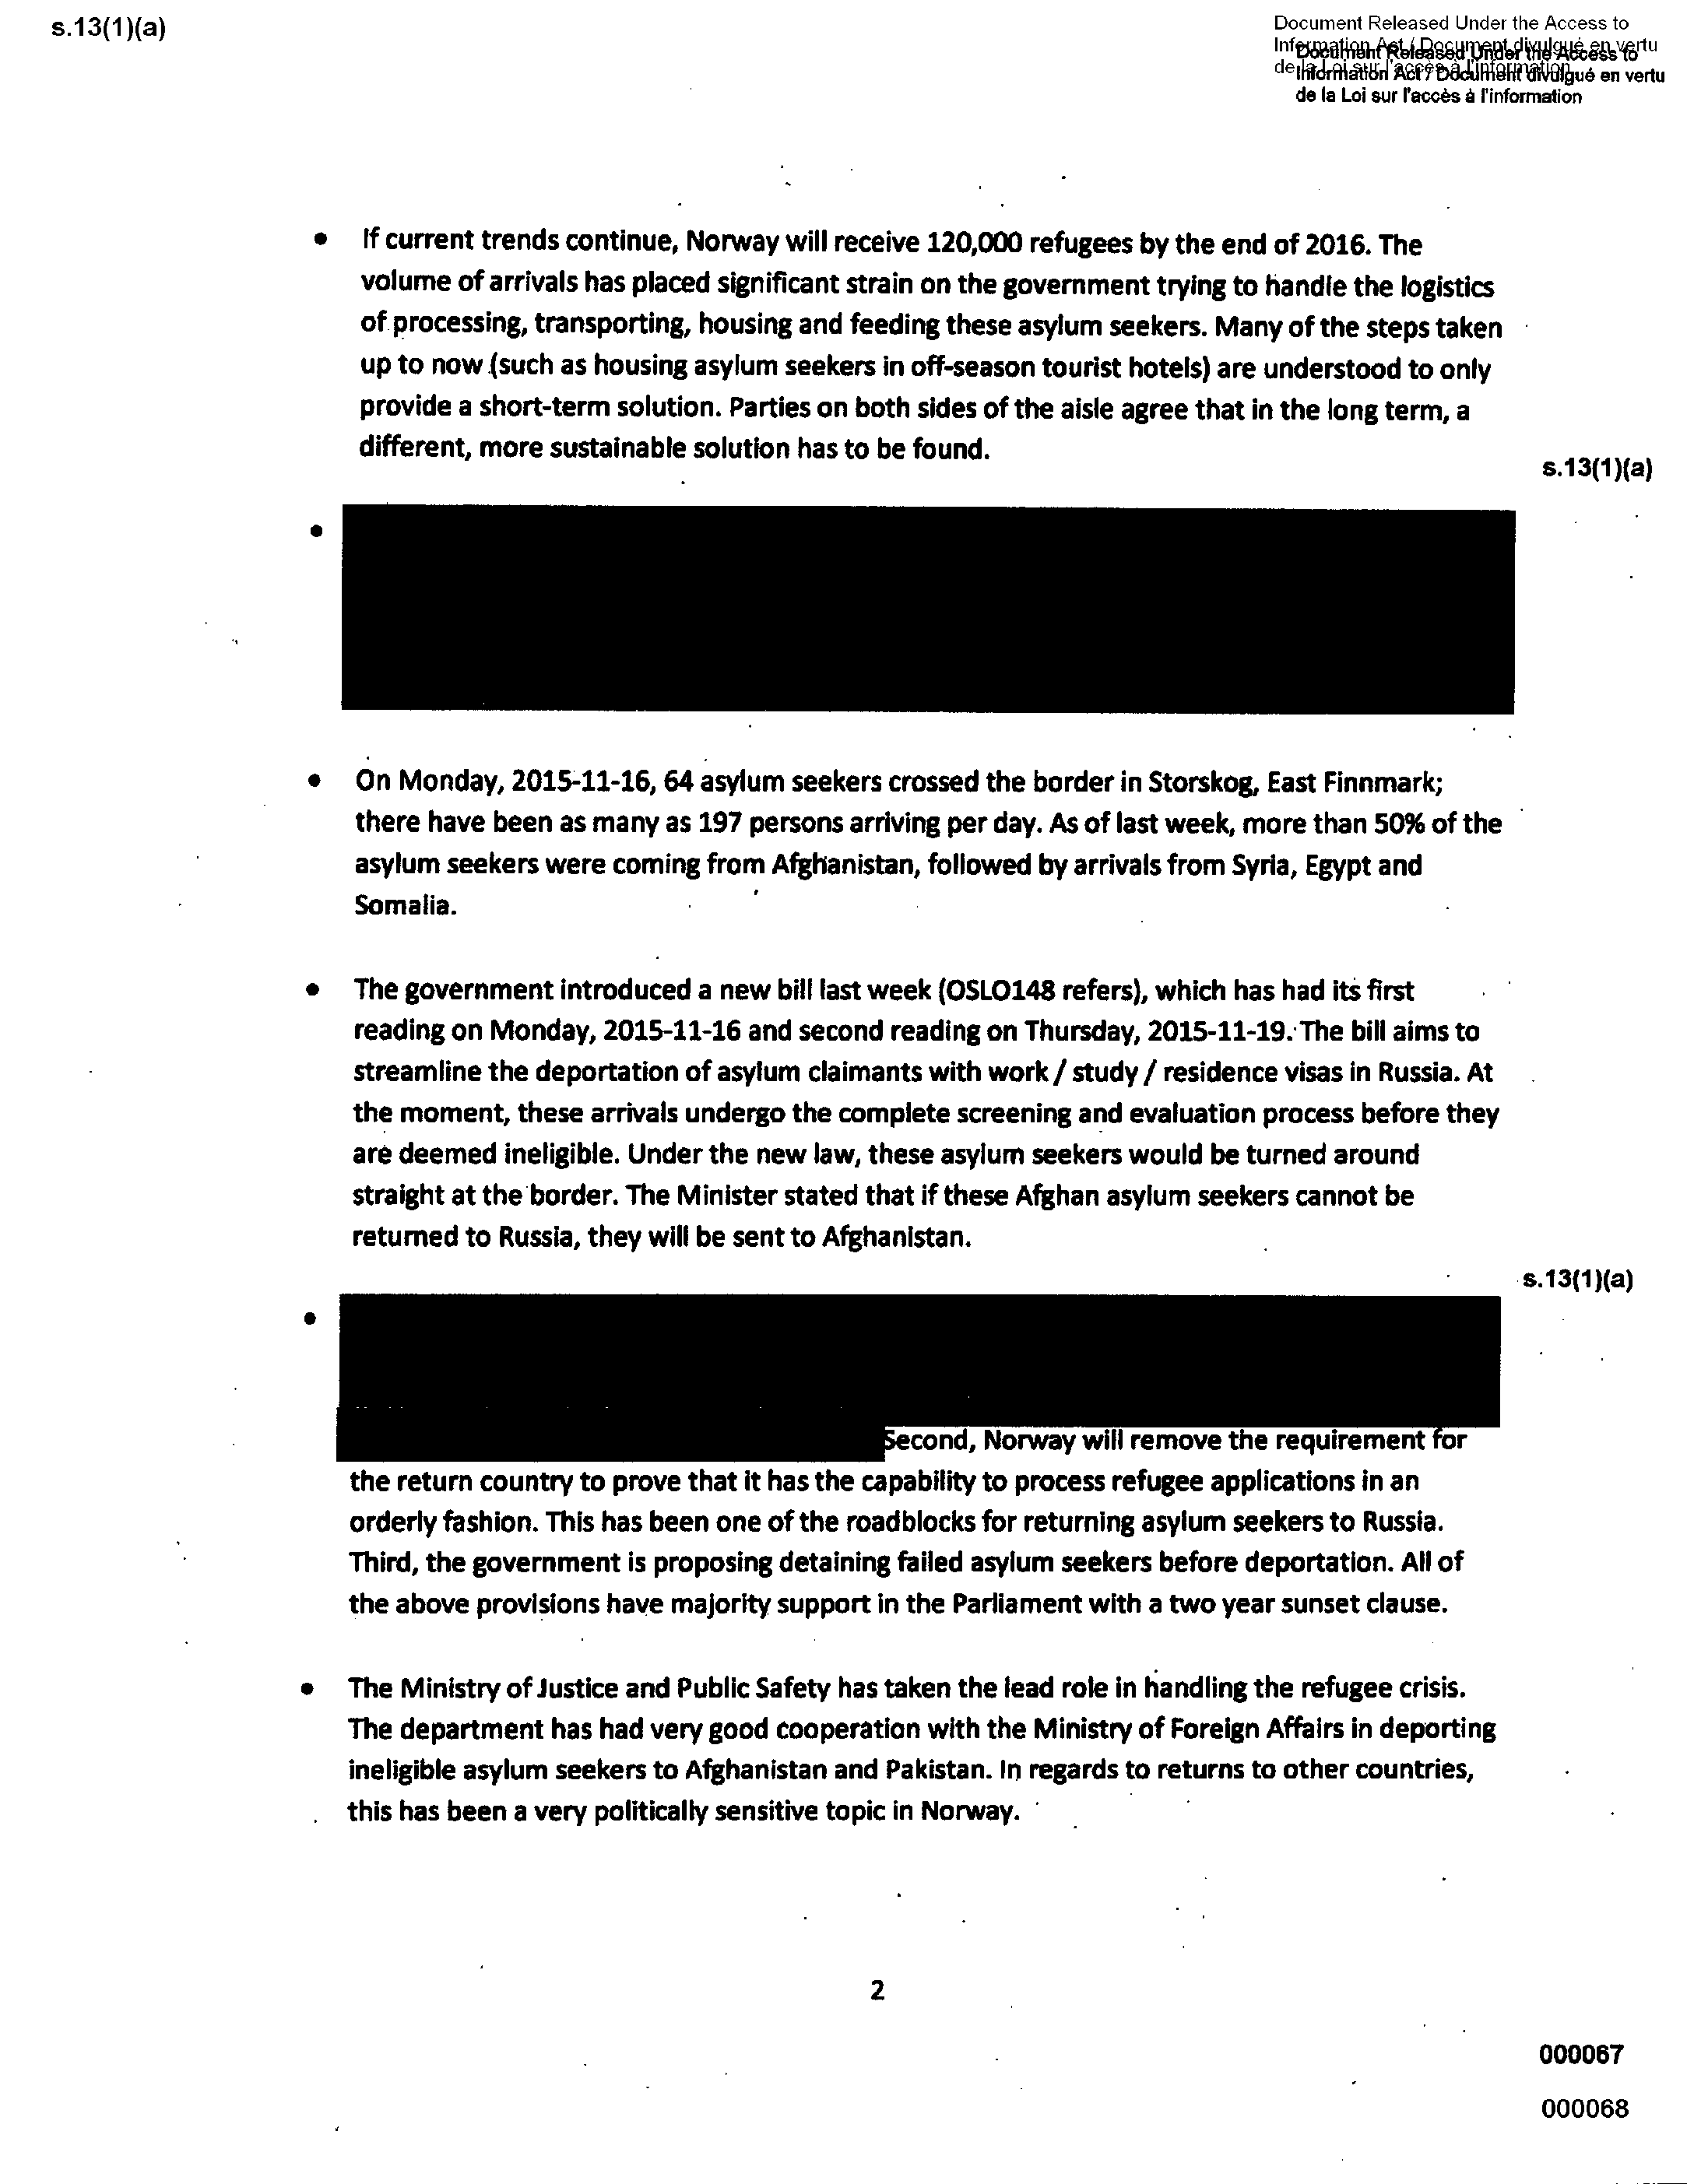 s.13(1)(a)
Document Released Under the Access to
Information Act / Document divulgué en vertu
de la Loi sur l'accès à l'information
Document Released Under the Access to
Information Act / Document divulgué en vertu
de la Loi sur l'accès à l'information
• If current trends continue, Norway will receive 120,000 refugees by the end of 2016. The
volume of arrivals has placed significant strain on the government trying to handle the logistics
of processing, transporting, housing and feeding these asylum seekers. Many of the steps taken
up to now (such as housing asylum seekers in off-season tourist hotels) are understood to only
provide a short-term solution. Parties on both sides of the aisle agree that in the long term, a
different, more sustainable solution has to be found.
s.13(1)(a)
•
• On Monday, 2015-11-16, 64 asylum seekers crossed the border in Storskog, East Finnmark;
there have been as many as 197 persons arriving per day. As of last week, more than 50% of the
asylum seekers were coming from Afghanistan, followed by arrivals from Syria, Egypt and
Somalia.
• The government introduced a new bill last week (OSLO148 refers), which has had its first
reading on Monday, 2015-11-16 and second reading on Thursday, 2015-11-19. The bill aims to
streamline the deportation of asylum claimants with work / study / residence visas in Russia. At
the moment, these arrivals undergo the complete screening and evaluation process before they
are deemed ineligible. Under the new law, these asylum seekers would be turned around
straight at the border. The Minister stated that if these Afghan asylum seekers cannot be
returned to Russia, they will be sent to Afghanistan.
s.13(1)(a)
•
Second, Norway will remove the requirement for
the return country to prove that it has the capability to process refugee applications in an
orderly fashion. This has been one of the roadblocks for returning asylum seekers to Russia.
Third, the government is proposing detaining failed asylum seekers before deportation. All of
the above provisions have majority support in the Parliament with a two year sunset clause.
• The Ministry of Justice and Public Safety has taken the lead role in handling the refugee crisis.
The department has had very good cooperation with the Ministry of Foreign Affairs in deporting
ineligible asylum seekers to Afghanistan and Pakistan. In regards to returns to other countries,
this has been a very politically sensitive topic in Norway.
2
000067
000068